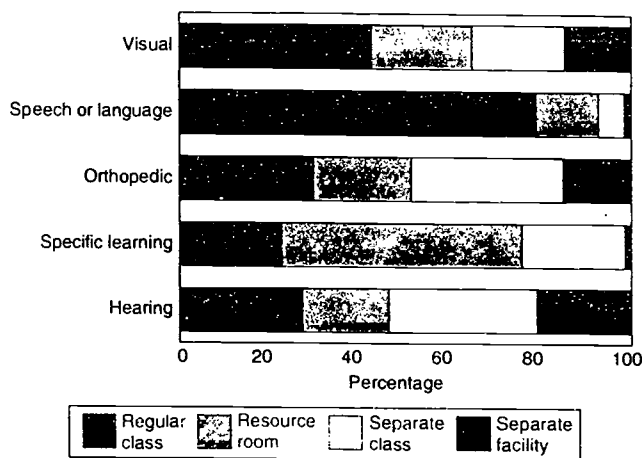 Visual
Speech or language
Orthopedic
Specific learning
Hearing
0 20 40 60 80 100
Percentage
Regular class
Resource room
Separate class
Separate facility